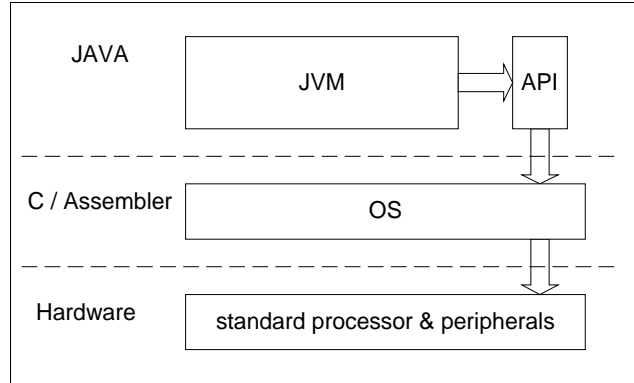 JAVA
JVM
API
C / Assembler
OS
Hardware
standard processor & peripherals